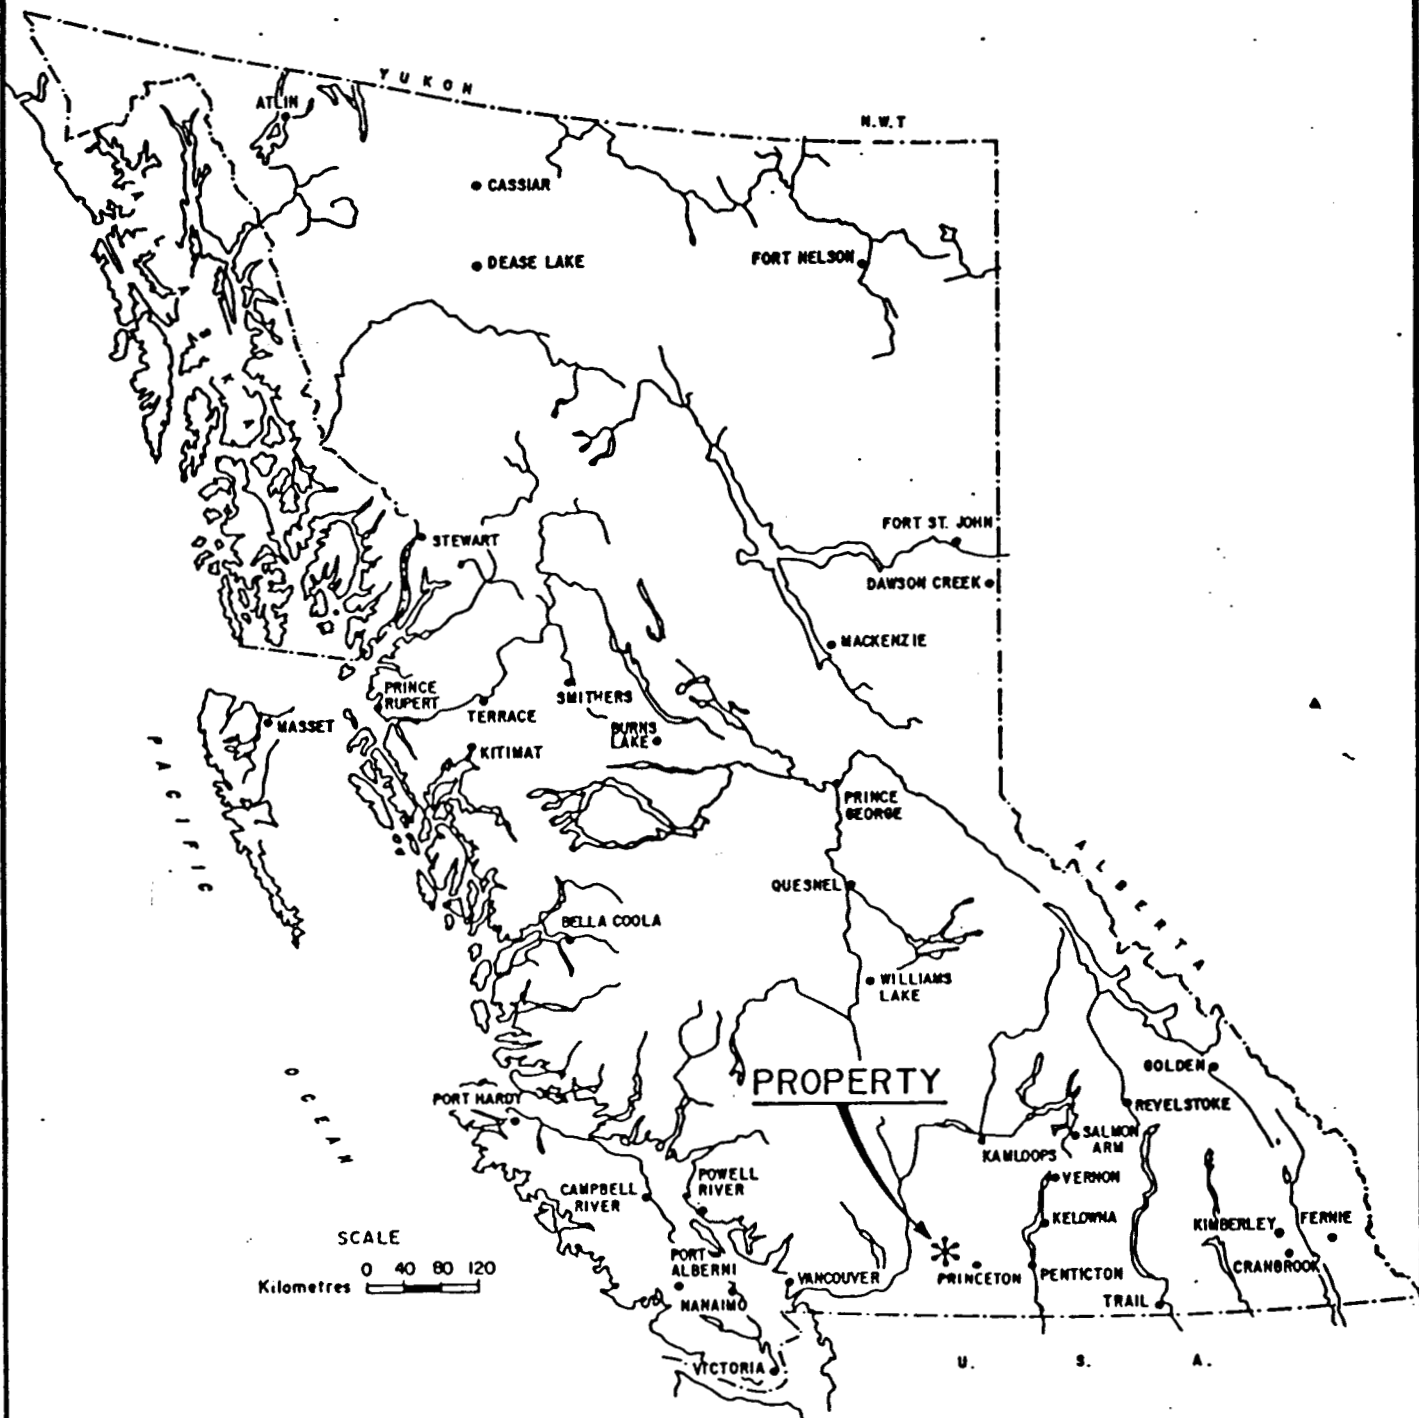 YUKON
ATLIN
N.W.T
CASSIAR
ALASKA
DEASE LAKE
FORT NELSON
FORT ST. JOHN
STEWART
DAWSON CREEK
MACKENZIE
PRINCE
RUPERT
SMITHERS
TERRACE
MASSET
BURNS
LAKE
KITIMAT
PACIFIC
PRINCE
GEORGE
ALBERTA
QUESNEL
BELLA COOLA
WILLIAMS
LAKE
OCEAN
GOLDEN
PROPERTY
PORT HARDY
REVELSTOKE
SALMON
ARM
KAMLOOPS
POWELL
RIVER
VERNON
CAMPBELL
RIVER
KELOWNA
KIMBERLEY
FERNIE
SCALE
PORT
ALBERNI
CRANBROOK
Kilometres 0 40 80 120
VANCOUVER
PRINCETON
PENTICTON
NANAIMO
TRAIL
U. S. A.
VICTORIA